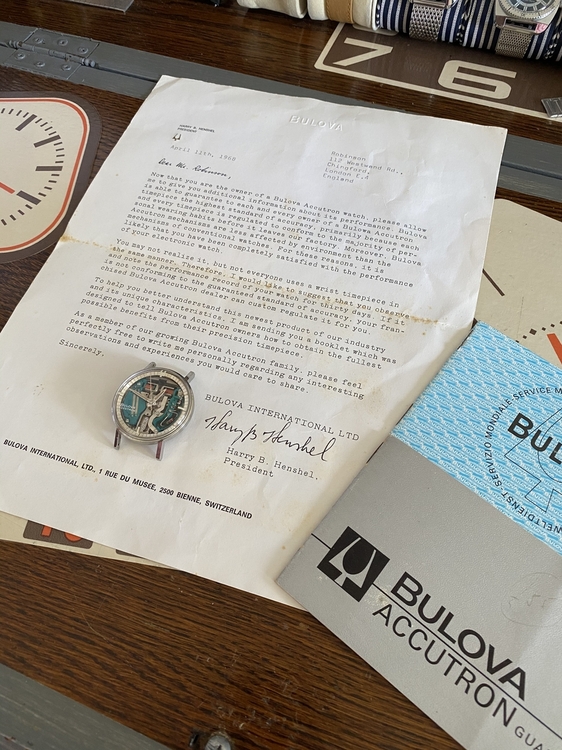 7 6
BULOVA
HARRY B. HENSHEL
PRESIDENT
April 11th, 1968
Robinson
112 Westwand Rd.,
Chingford,
London
England
Dear Mr. Robinson,
Now that you are the owner of a Bulova Accutron watch, please allow
me to give you additional information about its performance. Bulova
is able to guarantee to each and every owner of a Bulova Accutron
timepiece the highest standard of accuracy, primarily because each
and every timepiece is regulated to conform to the majority of per-
sonal wearing habits before it leaves our factory. Moreover, Bulova
Accutron mechanisms are less affected by environment than the
mechanisms of conventional watches. For these reasons, it is
likely that you have been completely satisfied with the performance
of your electronic watch.
You may not realize it, but not everyone uses a wrist timepiece in
the same manner. Therefore, I would like to suggest that you observe
and note the performance record of your watch for thirty days. If it
is not conforming to the guaranteed standard of accuracy, your fran-
chised Bulova Accutron dealer can custom regulate it for you.
To help you better understand this newest product of our industry
and its unique characteristics, I am sending you a booklet which was
designed to tell Bulova Accutron owners how to obtain the fullest
possible benefits from their precision timepiece.
As a member of our growing Bulova Accutron family, please feel
perfectly free to write me personally regarding any interesting
observations and experiences you would care to share.
Sincerely,
BULOVA INTERNATIONAL LTD
Harry B Henshel
Harry B. Henshel.
President
BULOVA INTERNATIONAL, LTD., 1 RUE DU MUSÉE, 2500 BIENNE, SWITZERLAND
SERVIZIO MONDIALE
BUL
BULOVA
ACCUTRON
GUA